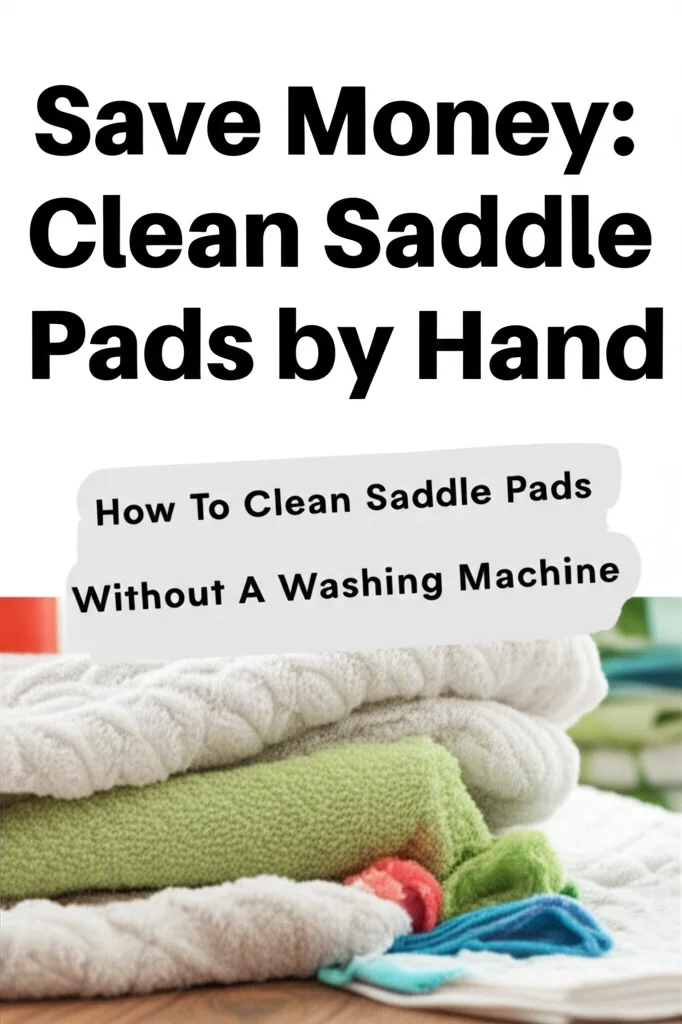 Save Money:
Clean Saddle
Pads by Hand
How To Clean Saddle Pads
Without A Washing Machine